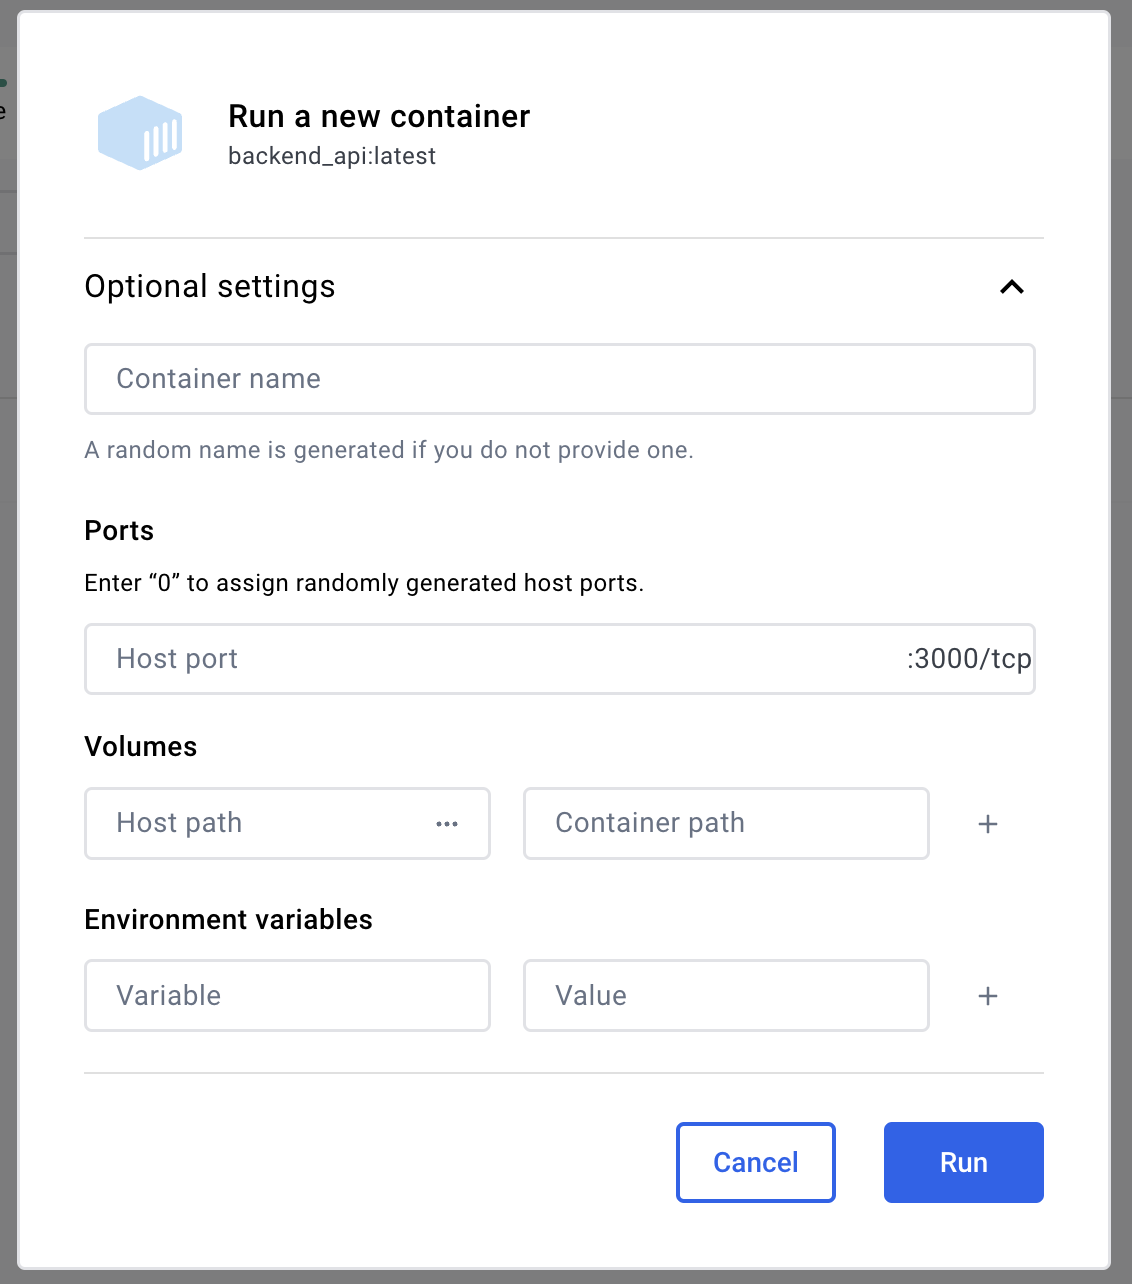 e
Run a new container
backend_api:latest
Optional settings
Container name
A random name is generated if you do not provide one.
Ports
Enter “0” to assign randomly generated host ports.
Host port :3000/tcp
Volumes
Host path ··· Container path +
Environment variables
Variable Value +
Cancel Run